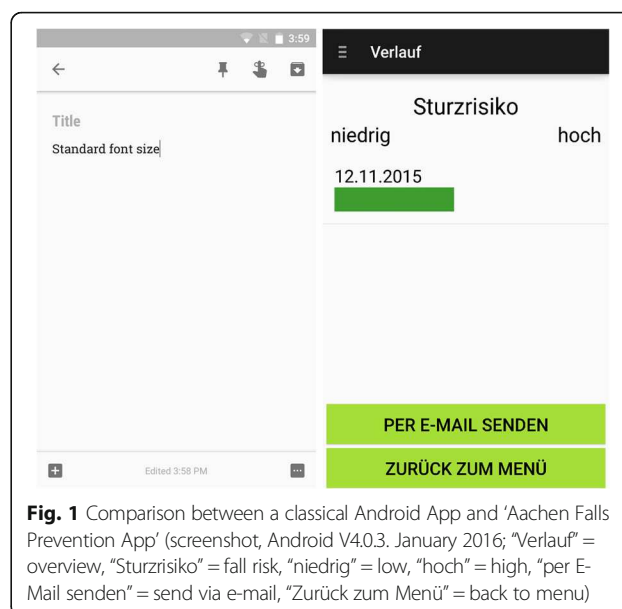 3:59
Title
Standard font size
Edited 3:58 PM
Verlauf
Sturzrisiko
niedrig hoch
12.11.2015
PER E-MAIL SENDEN
ZURÜCK ZUM MENÜ
Fig. 1 Comparison between a classical Android App and ‘Aachen Falls
Prevention App’ (screenshot, Android V4.0.3. January 2016; “Verlauf” =
overview, “Sturzrisiko” = fall risk, “niedrig” = low, “hoch” = high, “per E-
Mail senden” = send via e-mail, “Zurück zum Menü” = back to menu)